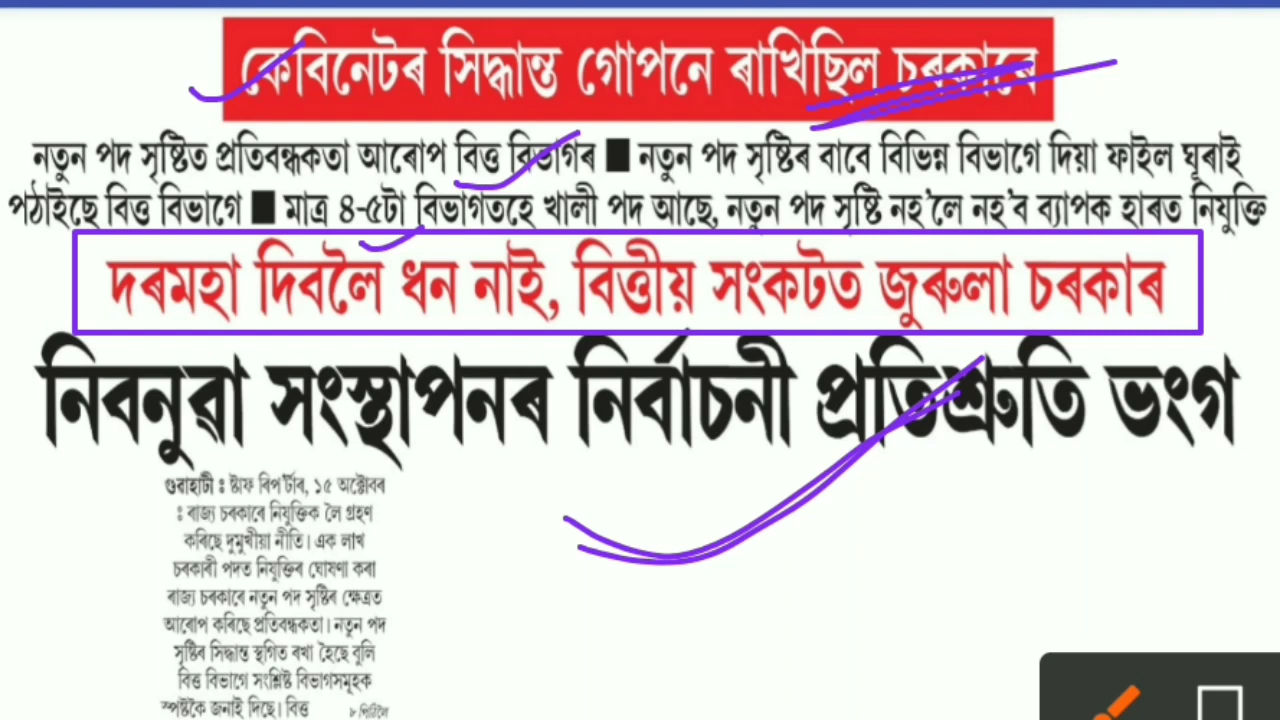 কেবিনেটৰ সিদ্ধান্ত গোপনে ৰাখিছিল চৰকাৰে
নতুন পদ সৃষ্টিত প্ৰতিবন্ধকতা আৰোপ বিত্ত বিভাগৰ ■ নতুন পদ সৃষ্টিৰ বাবে বিভিন্ন বিভাগে দিয়া ফাইল ঘূৰাই
পঠাইছে বিত্ত বিভাগে ■ মাত্ৰ ৪-৫টা বিভাগতহে খালী পদ আছে, নতুন পদ সৃষ্টি নহ'লে নহ'ব ব্যাপক হাৰত নিযুক্তি
দৰমহা দিবলৈ ধন নাই, বিত্তীয় সংকটত জুৰুলা চৰকাৰ
নিবনুৱা সংস্থাপনৰ নিৰ্বাচনী প্ৰতিশ্ৰুতি ভংগ
গুৱাহাটী : ষ্টাফ ৰিপ'ৰ্টাৰ, ১৫ অক্টোবৰ
: ৰাজ্য চৰকাৰে নিযুক্তিক লৈ গ্ৰহণ
কৰিছে দুমুখীয়া নীতি। এক লাখ
চৰকাৰী পদত নিযুক্তিৰ ঘোষণা কৰা
ৰাজ্য চৰকাৰে নতুন পদ সৃষ্টিৰ ক্ষেত্ৰত
আৰোপ কৰিছে প্ৰতিবন্ধকতা। নতুন পদ
সৃষ্টিৰ সিদ্ধান্ত স্থগিত ৰখা হৈছে বুলি
বিত্ত বিভাগে সংশ্লিষ্ট বিভাগসমূহক
স্পষ্টকৈ জনাই দিছে। বিত্ত ৮ পিঠিলৈ